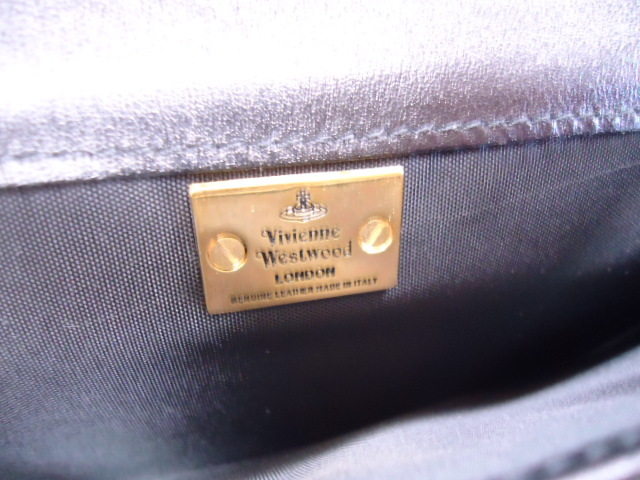 Vivienne
Westwood
LONDON
GENUINE LEATHER MADE IN ITALY